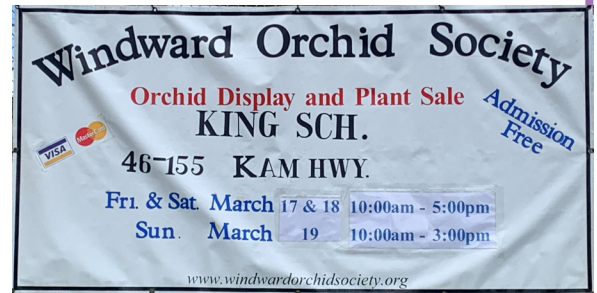 Windward Orchid Society
Orchid Display and Plant Sale
Admission Free
KING SCH.
VISA MasterCard
46-155 KAM HWY.
Fri. & Sat. March 17 & 18 10:00am - 5:00pm
Sun. March 19 10:00am - 3:00pm
www.windwardorchidsociety.org